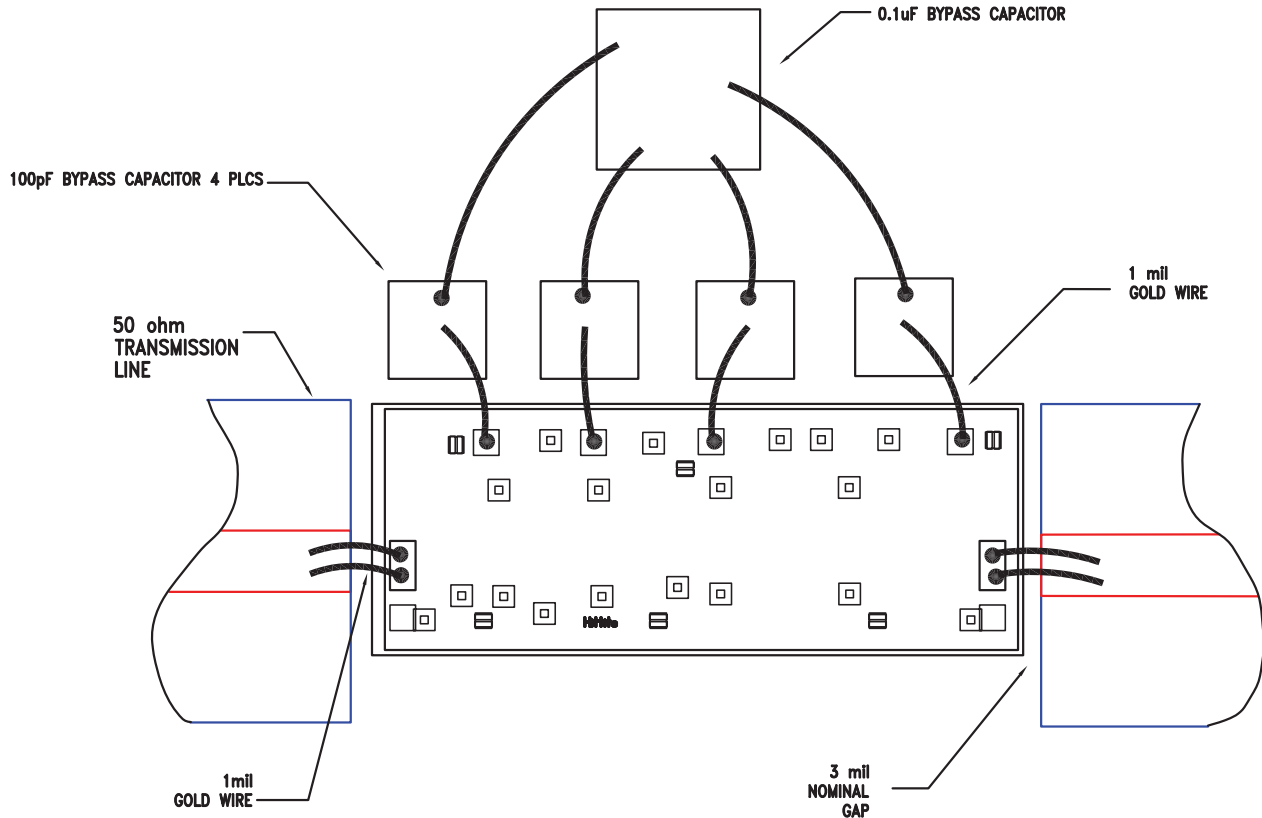 0.1uF BYPASS CAPACITOR
100pF BYPASS CAPACITOR 4 PLCS
1 mil
GOLD WIRE
50 ohm
TRANSMISSION
LINE
1mil
GOLD WIRE
3 mil
NOMINAL
GAP